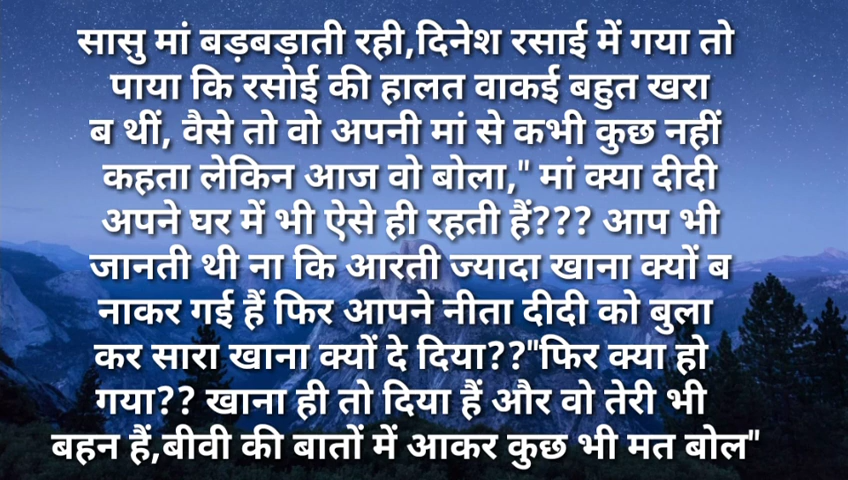 सासु मां बड़बड़ाती रही,दिनेश रसाई में गया तो
पाया कि रसोई की हालत वाकई बहुत खरा
ब थीं, वैसे तो वो अपनी मां से कभी कुछ नहीं
कहता लेकिन आज वो बोला," मां क्या दीदी
अपने घर में भी ऐसे ही रहती हैं??? आप भी
जानती थी ना कि आरती ज्यादा खाना क्यों ब
नाकर गई हैं फिर आपने नीता दीदी को बुला
कर सारा खाना क्यों दे दिया??"फिर क्या हो
गया?? खाना ही तो दिया हैं और वो तेरी भी
बहन हैं,बीवी की बातों में आकर कुछ भी मत बोल"